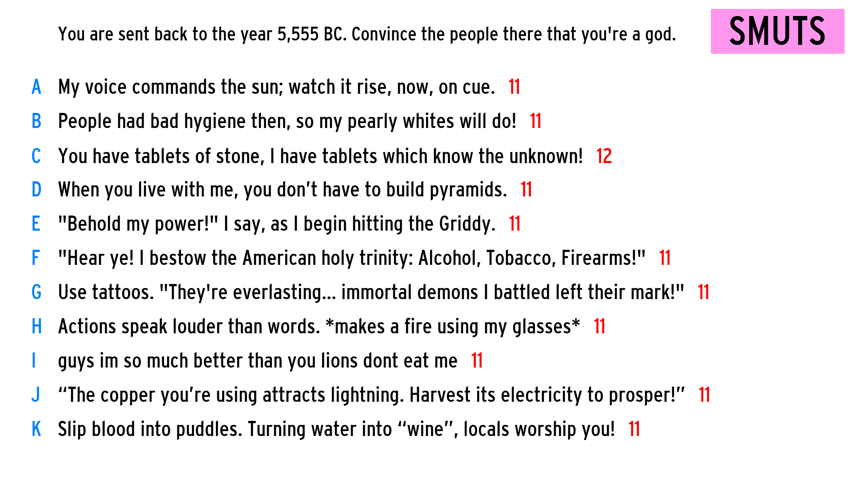 You are sent back to the year 5,555 BC. Convince the people there that you're a god.
SMUTS
A My voice commands the sun; watch it rise, now, on cue. 11
B People had bad hygiene then, so my pearly whites will do! 11
C You have tablets of stone, I have tablets which know the unknown! 12
D When you live with me, you don’t have to build pyramids. 11
E "Behold my power!" I say, as I begin hitting the Griddy. 11
F "Hear ye! I bestow the American holy trinity: Alcohol, Tobacco, Firearms!" 11
G Use tattoos. "They're everlasting... immortal demons I battled left their mark!" 11
H Actions speak louder than words. *makes a fire using my glasses* 11
I guys im so much better than you lions dont eat me 11
J “The copper you’re using attracts lightning. Harvest its electricity to prosper!” 11
K Slip blood into puddles. Turning water into “wine”, locals worship you! 11